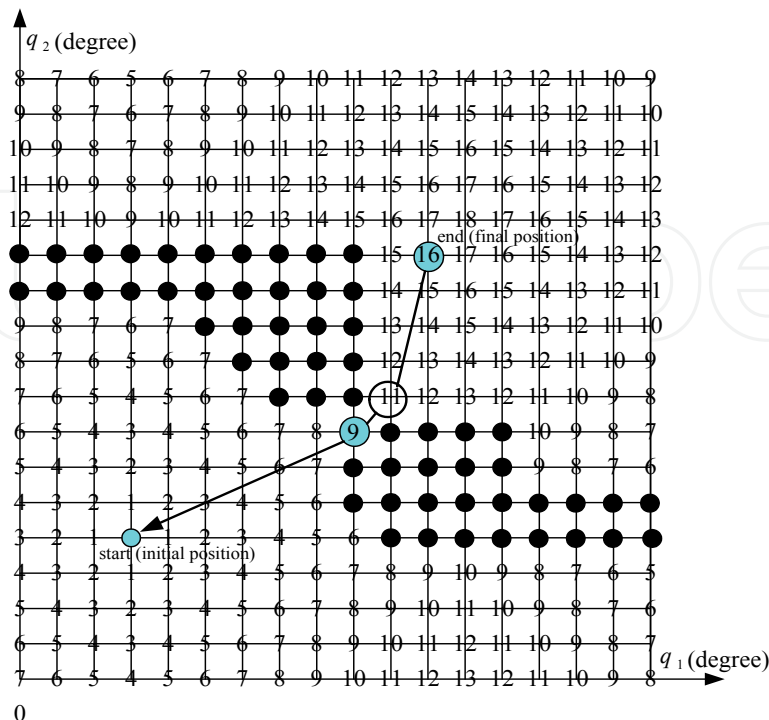 q 2 (degree)
8 7 6 5 6 7 8 9 10 11 12 13 14 13 12 11 10 9
9 8 7 6 7 8 9 10 11 12 13 14 15 14 13 12 11 10
10 9 8 7 8 9 10 11 12 13 14 15 16 15 14 13 12 11
11 10 9 8 9 10 11 12 13 14 15 16 17 16 15 14 13 12
12 11 10 9 10 11 12 13 14 15 16 17 18 17 16 15 14 13
end (final position)
15 16 17 16 15 14 13 12
14 15 16 15 14 13 12 11
9 8 7 6 7 13 14 15 14 13 12 11 10
8 7 6 5 6 7 12 13 14 13 12 11 10 9
7 6 5 4 5 6 7 11 12 13 12 11 10 9 8
6 5 4 3 4 5 6 7 8 9 10 9 8 7
5 4 3 2 3 4 5 6 7 9 8 7 6
4 3 2 1 2 3 4 5 6
3 2 1 1 2 3 4 5 6
start (initial position)
4 3 2 1 2 3 4 5 6 7 8 9 10 9 8 7 6 5
5 4 3 2 3 4 5 6 7 8 9 10 11 10 9 8 7 6
6 5 4 3 4 5 6 7 8 9 10 11 12 11 10 9 8 7
q 1 (degree)
7 6 5 4 5 6 7 8 9 10 11 12 13 12 11 10 9 8
0